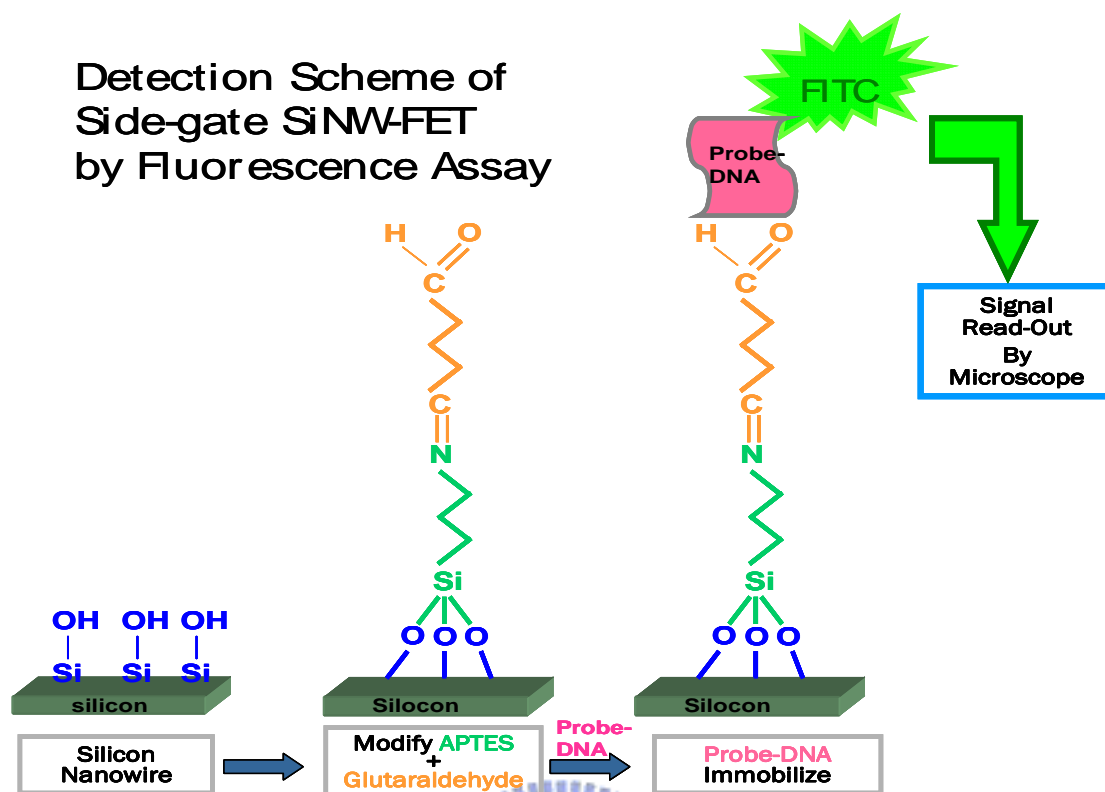 Detection Scheme of
Side-gate SiNW-FET
by Fluorescence Assay
FITC
Probe-
DNA
Signal
Read-Out
By
Microscope
H O
C
C
N
Si
O O O
H O
C
C
N
Si
O O O
OH OH OH
Si Si Si
silicon
Silocon
Silocon
Silicon
Nanowire
Modify APTES
+
Glutaraldehyde
Probe-
DNA
Probe-DNA
Immobilize